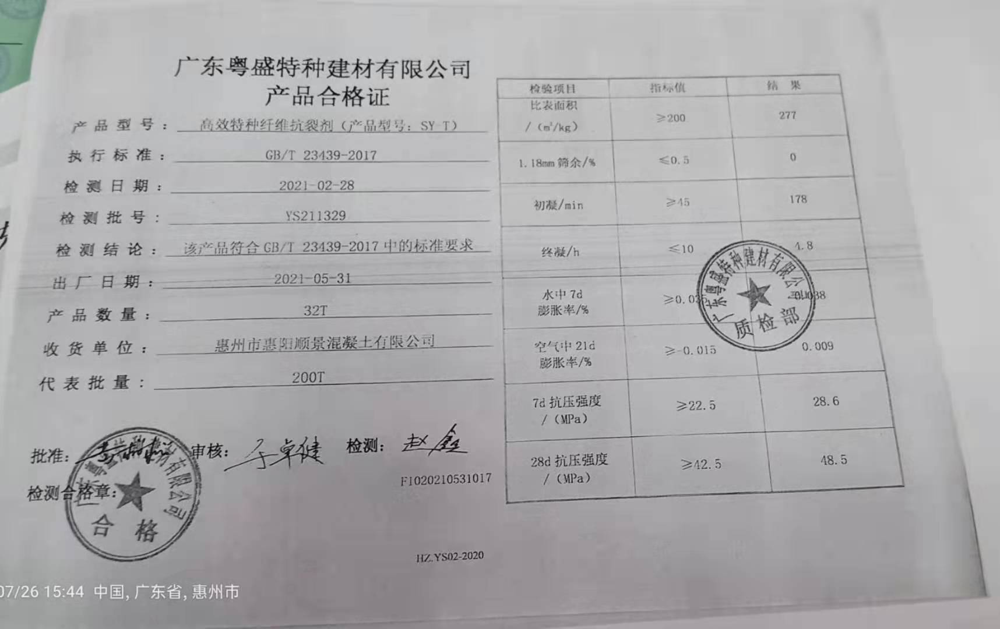 广东粤盛特种建材有限公司
产品合格证
产品型号：高效特种纤维抗裂剂（产品型号：SY-T）
执行标准：GB/T 23439-2017
检测日期：2021-02-28
检测批号：YS211329
检测结论：该产品符合 GB/T 23439-2017 中的标准要求
出厂日期：2021-05-31
产品数量：32T
收货单位：惠州市惠阳顺景混凝土有限公司
代表批量：200T
批准： 审核：于卓健 检测：赵鑫
检测合格章：
广东粤盛特种建材有限公司
合格
FI020210531017
HZ.YS02-2020
检验项目 指标值 结果
比表面积
/（m²/kg） ≥200 277
1.18mm 筛余/% ≤0.5 0
初凝/min ≥45 178
终凝/h ≤10 4.8
水中 7d
膨胀率/% ≥0.035 0.038
空气中 21d
膨胀率/% ≥-0.015 0.009
7d 抗压强度
/（MPa） ≥22.5 28.6
28d 抗压强度
/（MPa） ≥42.5 48.5
广东粤盛特种建材有限公司
质检部
07/26 15:44 中国, 广东省, 惠州市